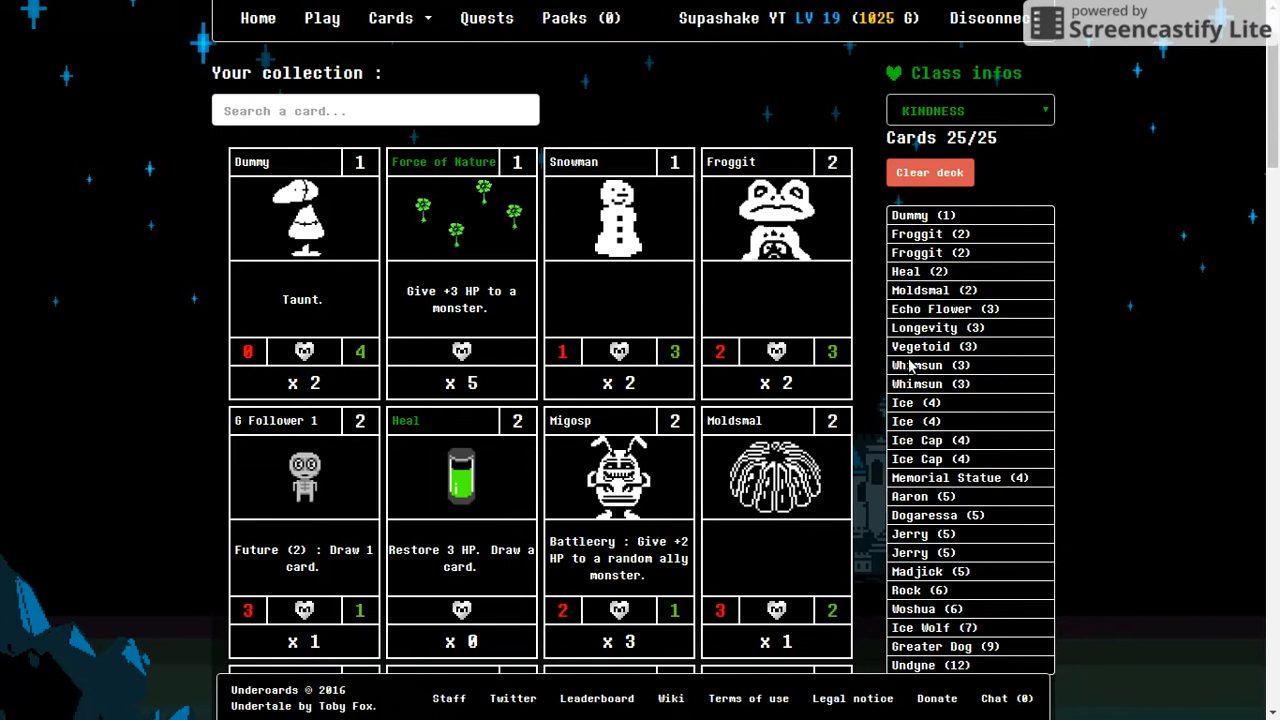 Home Play Cards Quests Packs (0) Supashake YT LV 19 (1025 G) Disconnec
powered by
Screencastify Lite
Your collection :
Search a card...
Class infos
KINDNESS
Cards 25/25
Clear deck
Dummy 1
Taunt.
0 4
x 2
Force of Nature 1
Give +3 HP to a
monster.
x 5
Snowman 1
1 3
x 2
Froggit 2
2 3
x 2
G Follower 1 2
Future (2) : Draw 1
card.
3 1
x 1
Heal 2
Restore 3 HP. Draw a
card.
x 0
Migosp 2
Battlecry : Give +2
HP to a random ally
monster.
2 1
x 3
Moldsmal 2
3 2
x 1
Dummy (1)
Froggit (2)
Froggit (2)
Heal (2)
Moldsmal (2)
Echo Flower (3)
Longevity (3)
Vegetoid (3)
Whimsun (3)
Whimsun (3)
Ice (4)
Ice (4)
Ice Cap (4)
Ice Cap (4)
Memorial Statue (4)
Aaron (5)
Dogaressa (5)
Jerry (5)
Jerry (5)
Madjick (5)
Rock (6)
Woshua (6)
Ice Wolf (7)
Greater Dog (9)
Undyne (12)
Undercards © 2016
Undertale by Toby Fox.
Staff Twitter Leaderboard Wiki Terms of use Legal notice Donate Chat (0)